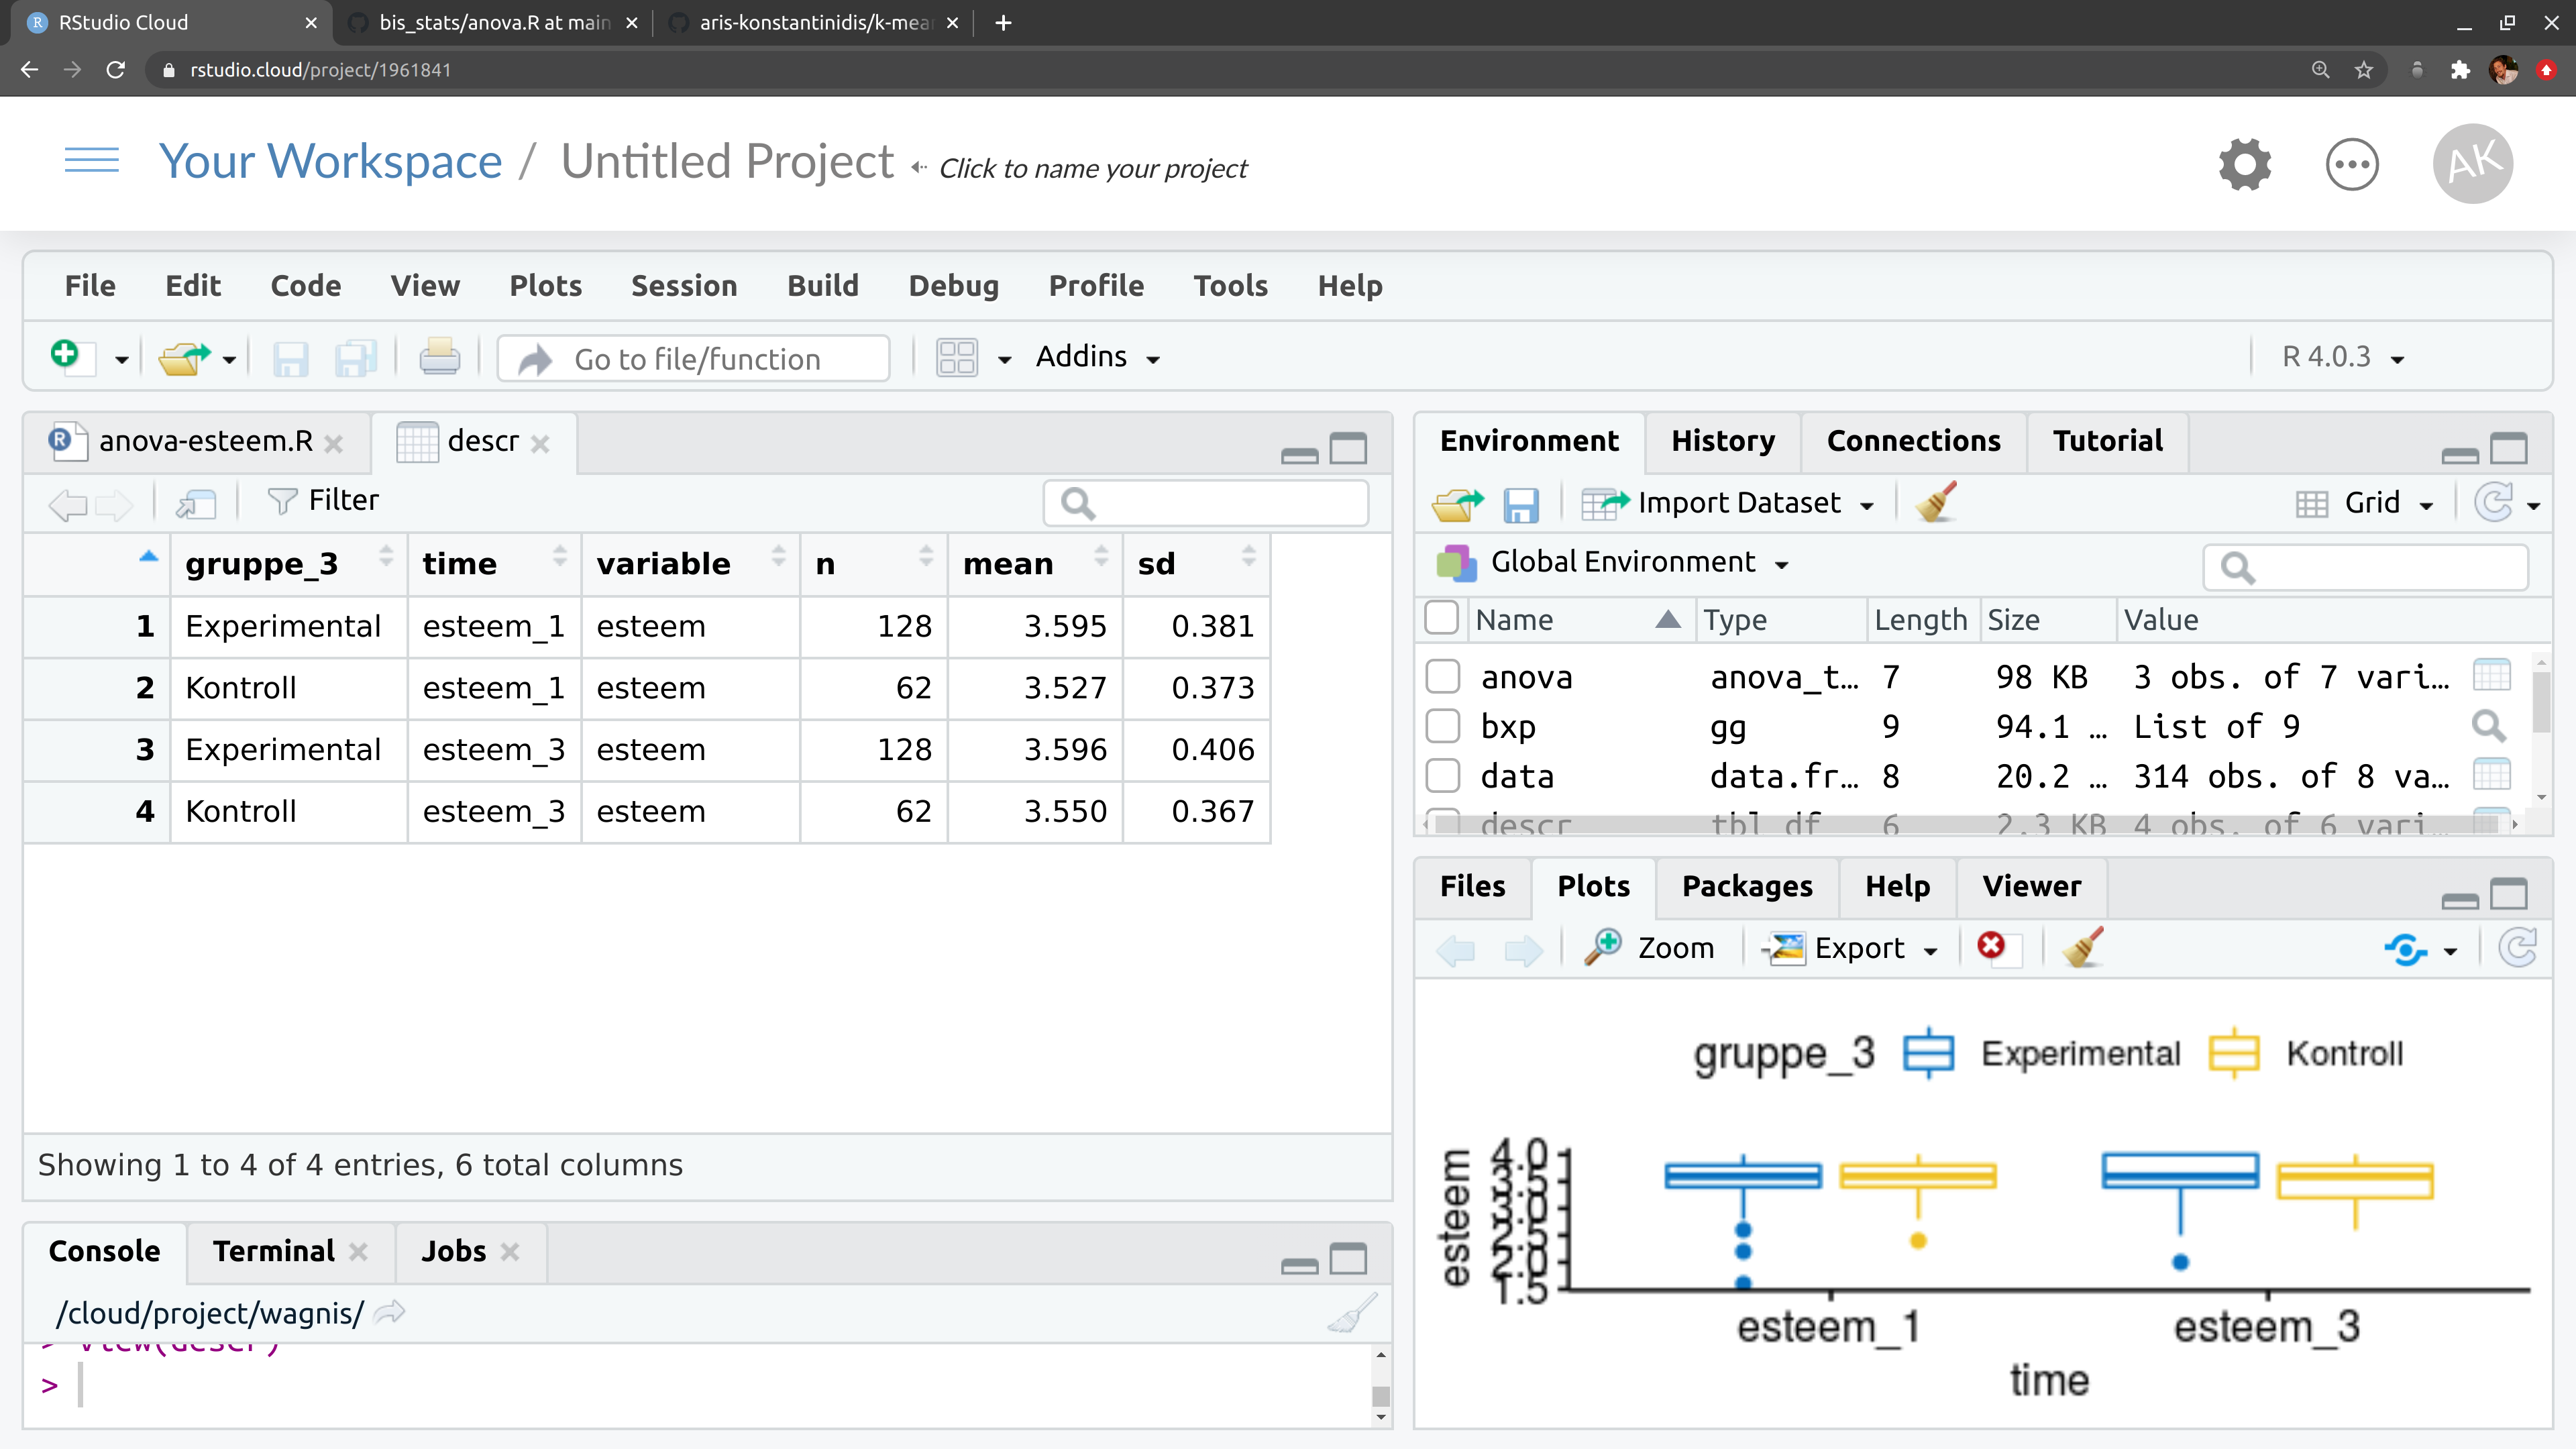 RStudio Cloud
bis_stats/anova.R at main
aris-konstantinidis/k-mea
rstudio.cloud/project/1961841
Your Workspace / Untitled Project Click to name your project
AK
File Edit Code View Plots Session Build Debug Profile Tools Help
Go to file/function Addins R 4.0.3
anova-esteem.R descr
Filter
gruppe_3 time variable n mean sd
1 Experimental esteem_1 esteem 128 3.595 0.381
2 Kontroll esteem_1 esteem 62 3.527 0.373
3 Experimental esteem_3 esteem 128 3.596 0.406
4 Kontroll esteem_3 esteem 62 3.550 0.367
Showing 1 to 4 of 4 entries, 6 total columns
Console Terminal Jobs
/cloud/project/wagnis/
> View(descr)
>
Environment History Connections Tutorial
Import Dataset Grid
Global Environment
Name Type Length Size Value
anova anova_t… 7 98 KB 3 obs. of 7 vari…
bxp gg 9 94.1 … List of 9
data data.fr… 8 20.2 … 314 obs. of 8 va…
descr tbl_df 6 2.3 KB 4 obs. of 6 vari…
Files Plots Packages Help Viewer
Zoom Export
gruppe_3 Experimental Kontroll
esteem
4.0
3.5
3.0
2.5
2.0
1.5
esteem_1 esteem_3
time